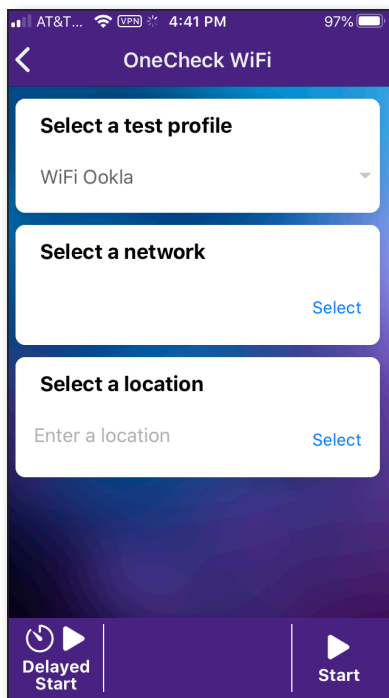 AT&T... VPN 4:41 PM 97%
OneCheck WiFi
Select a test profile
WiFi Ookla
Select a network
Select
Select a location
Enter a location Select
Delayed
Start
Start